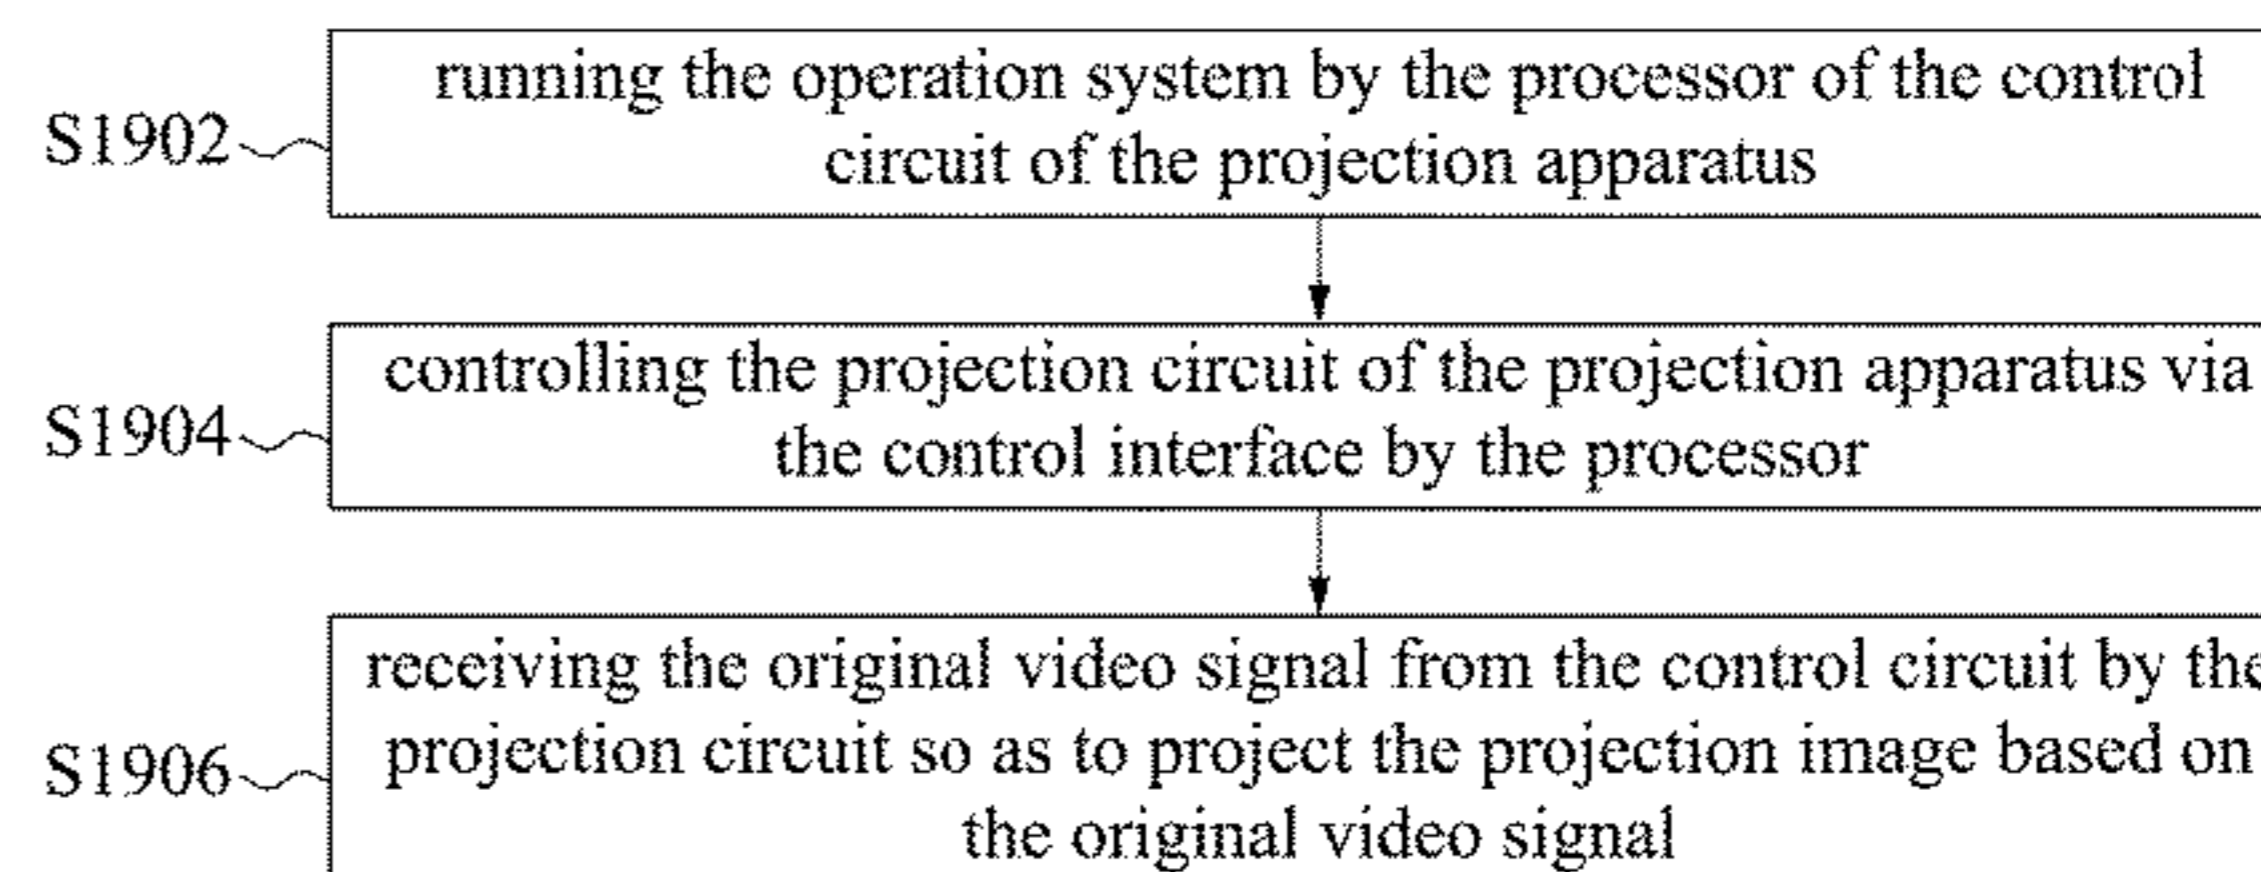 running the operation system by the processor of the control
S1902
circuit of the projection apparatus
controlling the projection circuit of the projection apparatus via
S1904
the control interface by the processor
receiving the original video signal from the control circuit by the
projection circuit so as to project the projection image based on
S1906
the original video signal